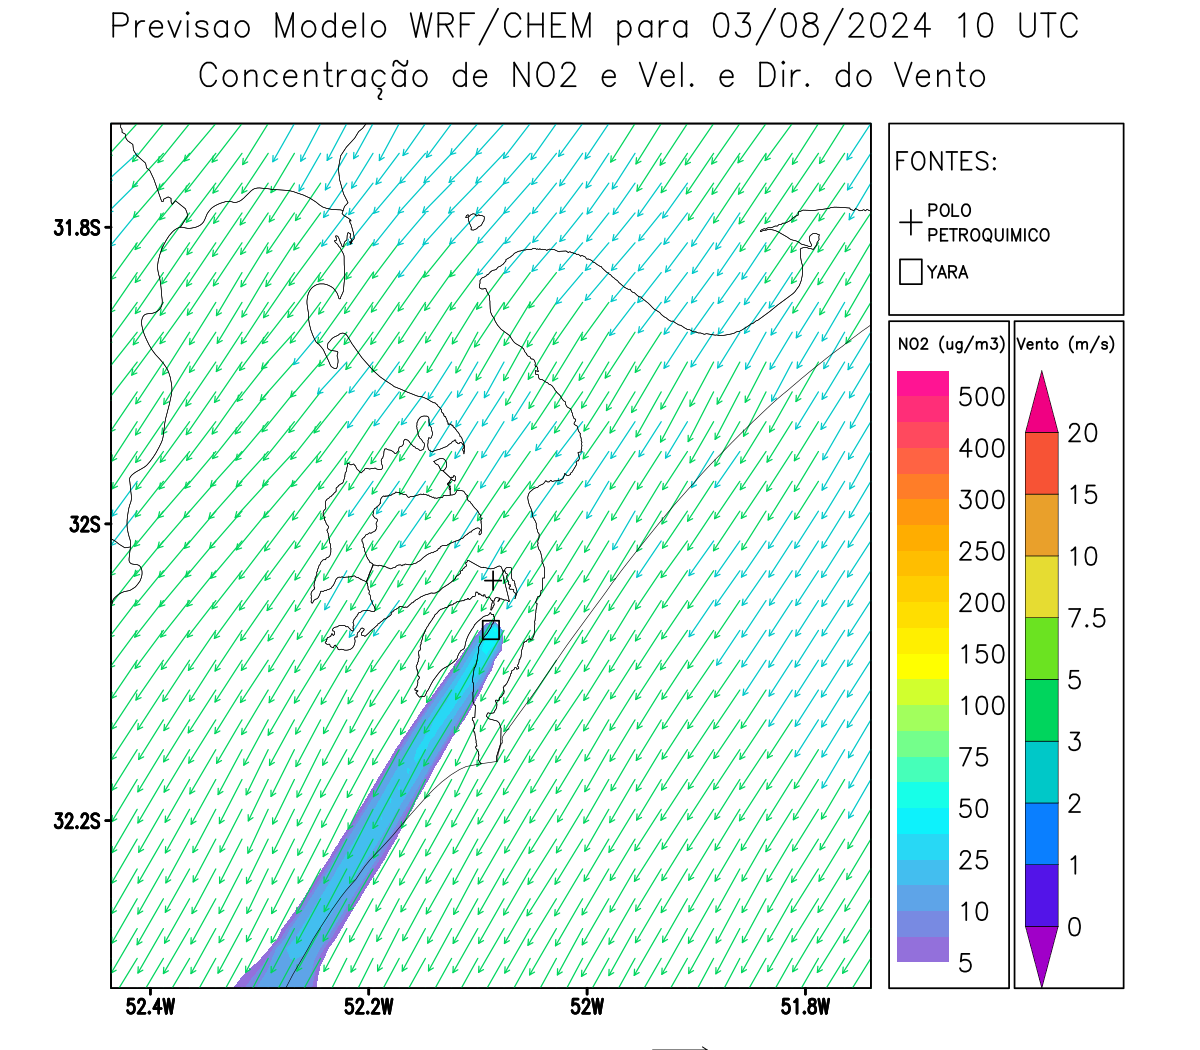 Previsao Modelo WRF/CHEM para 03/08/2024 10 UTC
Concentração de NO2 e Vel. e Dir. do Vento
FONTES:
POLO
PETROQUIMICO
YARA
31.8S
32S
32.2S
52.4W
52.2W
52W
51.8W
NO2 (ug/m3)
500
400
300
250
200
150
100
75
50
25
10
5
Vento (m/s)
20
15
10
7.5
5
3
2
1
0